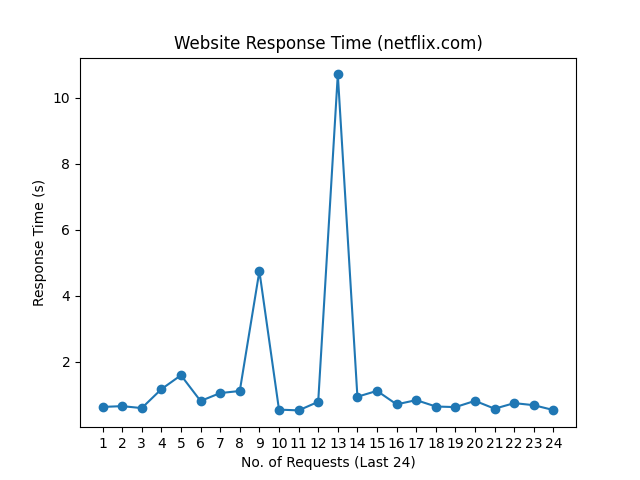 Website Response Time (netflix.com)
10
8
6
4
2
Response Time (s)
1 2 3 4 5 6 7 8 9 10 11 12 13 14 15 16 17 18 19 20 21 22 23 24
No. of Requests (Last 24)